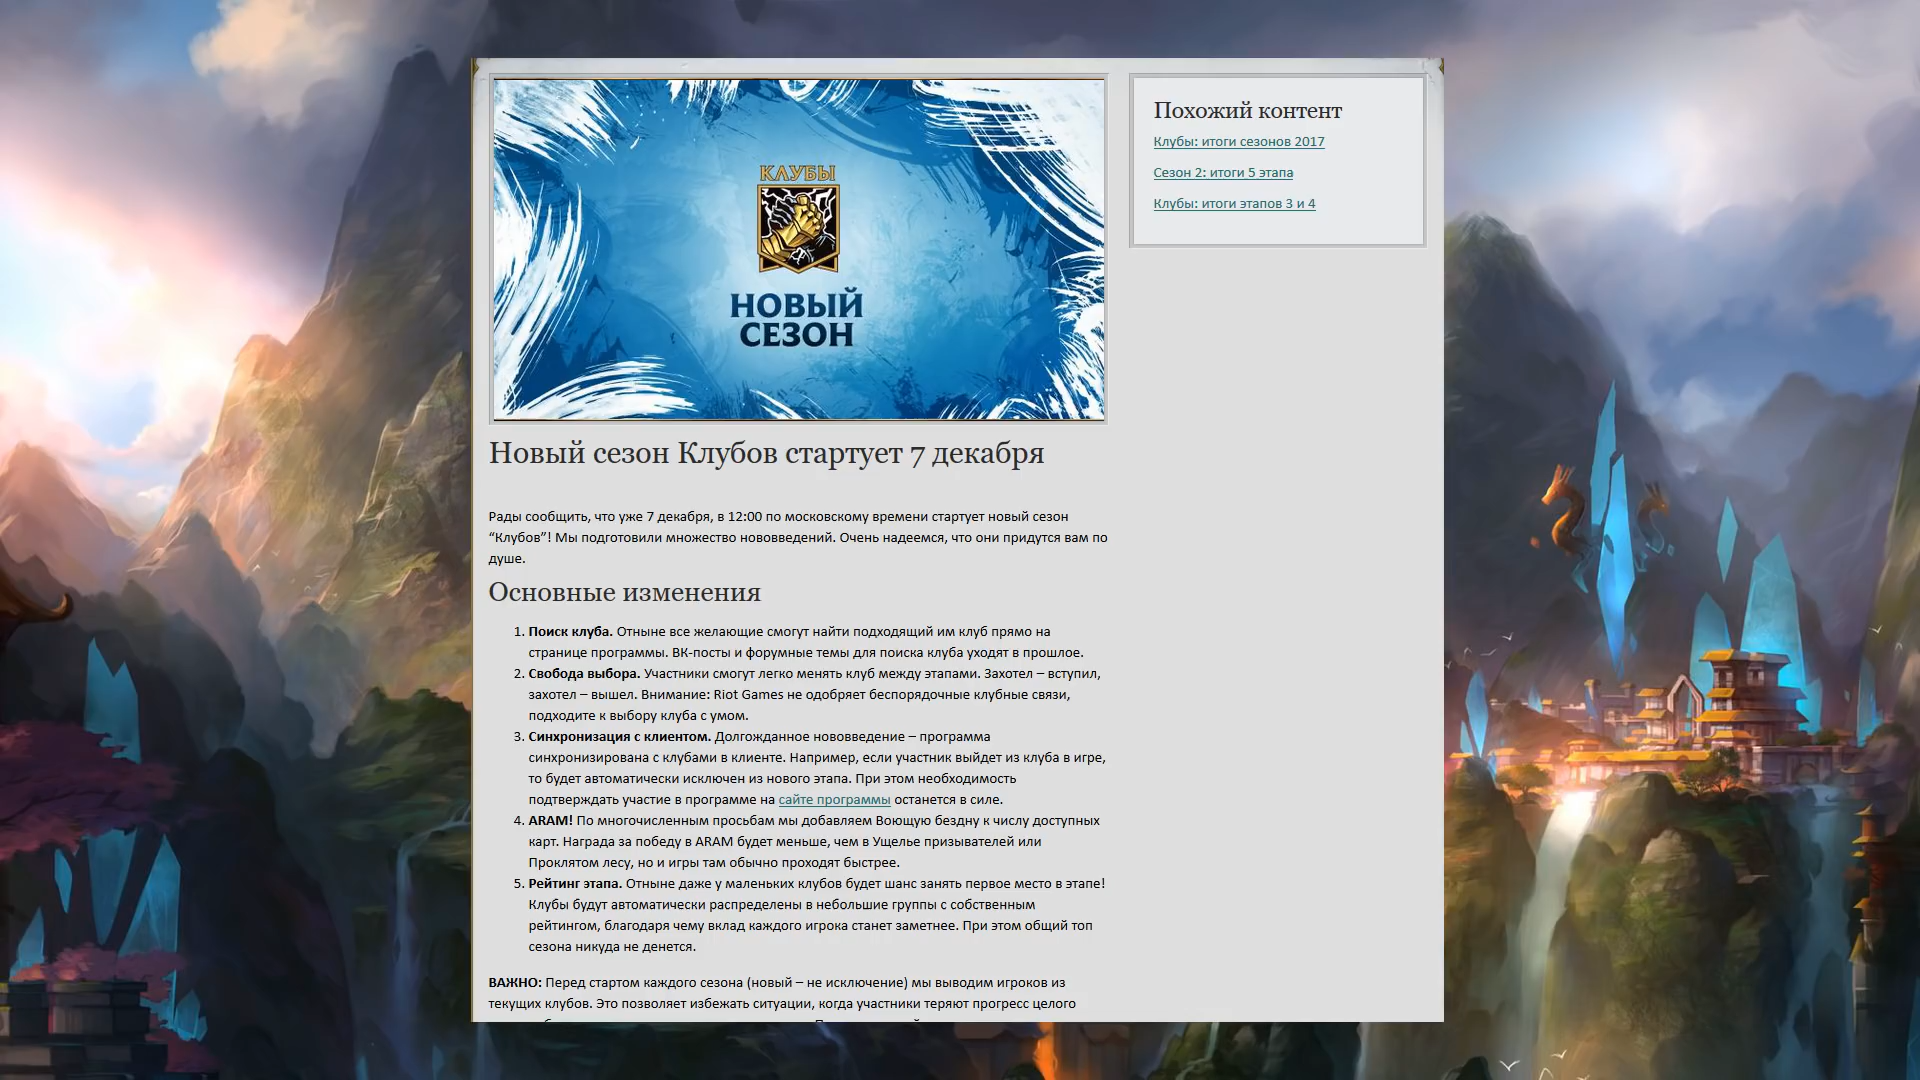 КЛУБЫ
НОВЫЙ
СЕЗОН
Похожий контент
Клубы: итоги сезонов 2017
Сезон 2: итоги 5 этапа
Клубы: итоги этапов 3 и 4
Новый сезон Клубов стартует 7 декабря
Рады сообщить, что уже 7 декабря, в 12:00 по московскому времени стартует новый сезон
“Клубов”! Мы подготовили множество нововведений. Очень надеемся, что они придутся вам по
душе.
Основные изменения
1. Поиск клуба. Отныне все желающие смогут найти подходящий им клуб прямо на
странице программы. ВК-посты и форумные темы для поиска клуба уходят в прошлое.
2. Свобода выбора. Участники смогут легко менять клуб между этапами. Захотел – вступил,
захотел – вышел. Внимание: Riot Games не одобряет беспорядочные клубные связи,
подходите к выбору клуба с умом.
3. Синхронизация с клиентом. Долгожданное нововведение – программа
синхронизирована с клубами в клиенте. Например, если участник выйдет из клуба в игре,
то будет автоматически исключен из нового этапа. При этом необходимость
подтверждать участие в программе на сайте программы останется в силе.
4. ARAM! По многочисленным просьбам мы добавляем Воющую бездну к числу доступных
карт. Награда за победу в ARAM будет меньше, чем в Ущелье призывателей или
Проклятом лесу, но и игры там обычно проходят быстрее.
5. Рейтинг этапа. Отныне даже у маленьких клубов будет шанс занять первое место в этапе!
Клубы будут автоматически распределены в небольшие группы с собственным
рейтингом, благодаря чему вклад каждого игрока станет заметнее. При этом общий топ
сезона никуда не денется.
ВАЖНО: Перед стартом каждого сезона (новый – не исключение) мы выводим игроков из
текущих клубов. Это позволяет избежать ситуации, когда участники теряют прогресс целого